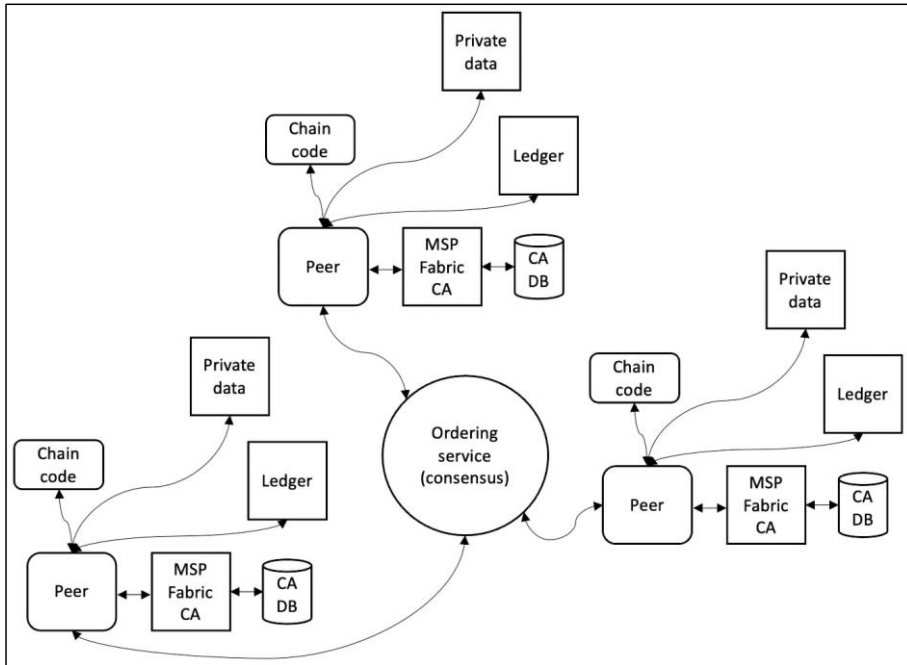 Private
data
Chain
code
Ledger
Peer
MSP
Fabric
CA
CA
DB
Private
data
Chain
code
Ledger
Peer
MSP
Fabric
CA
CA
DB
Ordering
service
(consensus)
Private
data
Chain
code
Ledger
Peer
MSP
Fabric
CA
CA
DB